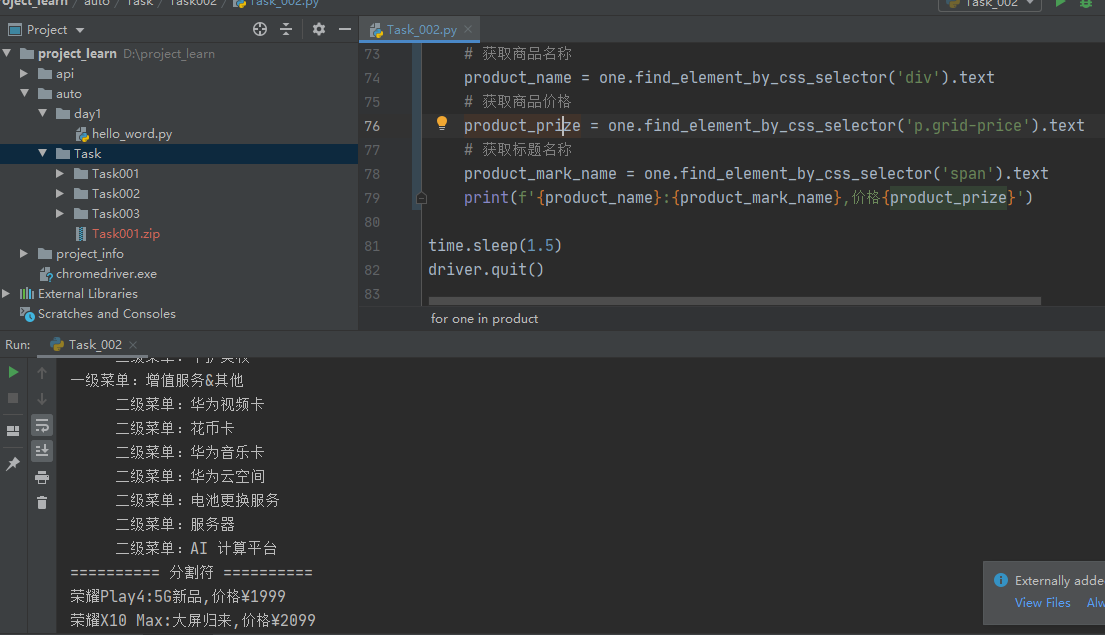 project_learn
auto
Task
Task002
Task_002.py
Task_002
Project
Task_002.py
project_learn D:\project_learn
api
auto
day1
hello_word.py
Task
Task001
Task002
Task003
Task001.zip
project_info
chromedriver.exe
External Libraries
Scratches and Consoles
73 # 获取商品名称
74 product_name = one.find_element_by_css_selector('div').text
75 # 获取商品价格
76 product_prize = one.find_element_by_css_selector('p.grid-price').text
77 # 获取标题名称
78 product_mark_name = one.find_element_by_css_selector('span').text
79 print(f'{product_name}:{product_mark_name},价格{product_prize}')
80
81 time.sleep(1.5)
82 driver.quit()
83
for one in product
Run: Task_002
一级菜单：增值服务&其他
二级菜单：华为视频卡
二级菜单：花币卡
二级菜单：华为音乐卡
二级菜单：华为云空间
二级菜单：电池更换服务
二级菜单：服务器
二级菜单：AI 计算平台
========== 分割符 ==========
荣耀Play4:5G新品,价格¥1999
荣耀X10 Max:大屏归来,价格¥2099
Externally adde
View Files Alw